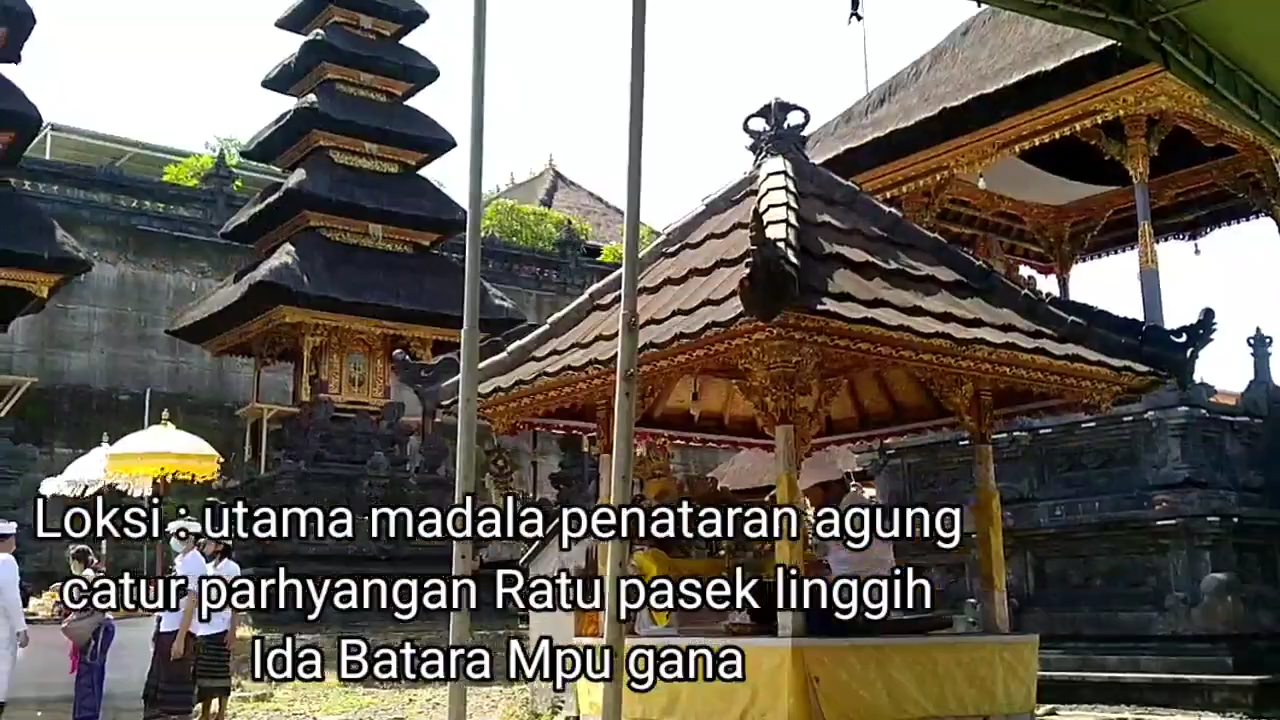 Loksi : utama madala penataran agung
catur parhyangan Ratu pasek linggih
Ida Batara Mpu gana